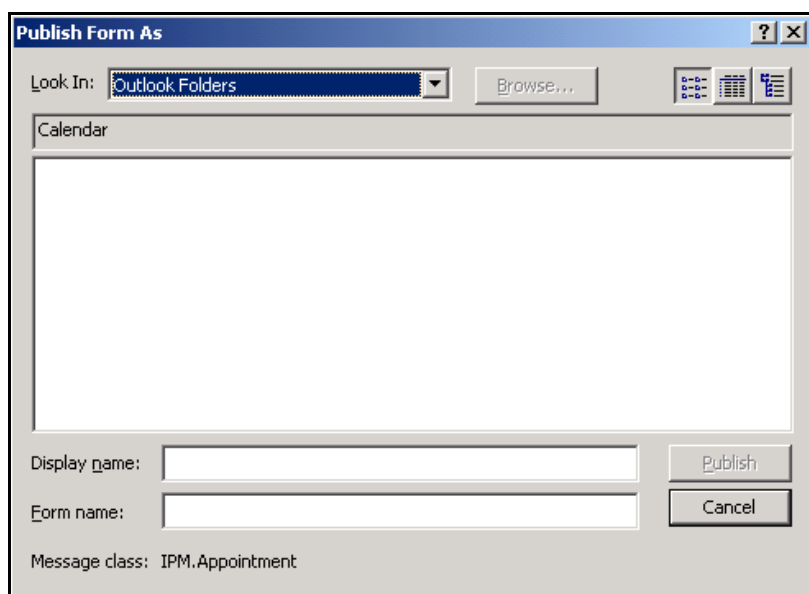 Publish Form As
Look In: Outlook Folders Browse...
Calendar
Display name: Publish
Form name: Cancel
Message class: IPM.Appointment